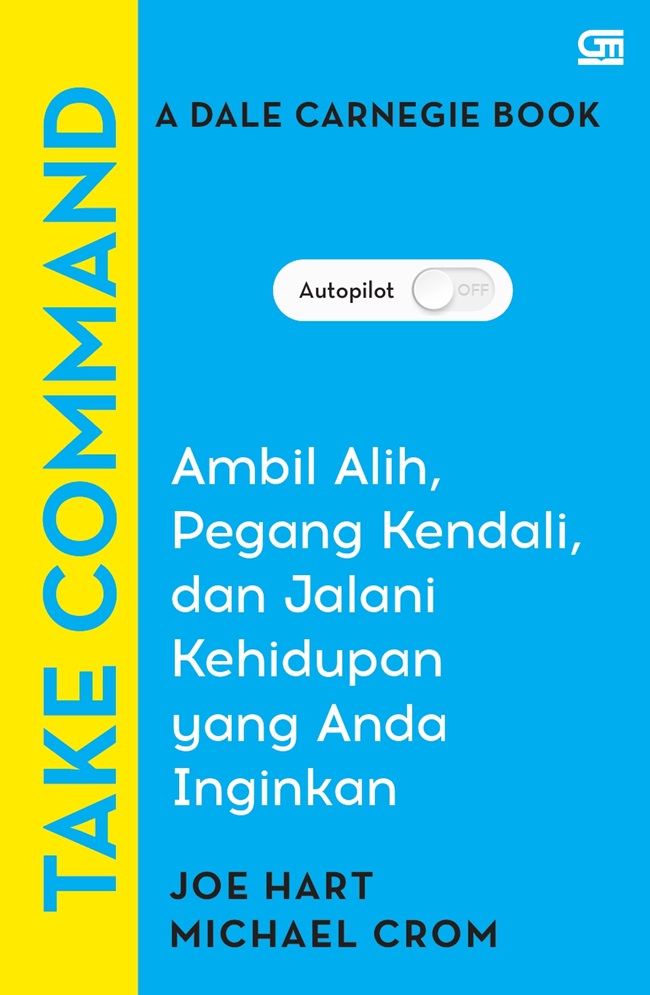 GM
A DALE CARNEGIE BOOK
TAKE COMMAND
Autopilot OFF
Ambil Alih,
Pegang Kendali,
dan Jalani
Kehidupan
yang Anda
Inginkan
JOE HART
MICHAEL CROM